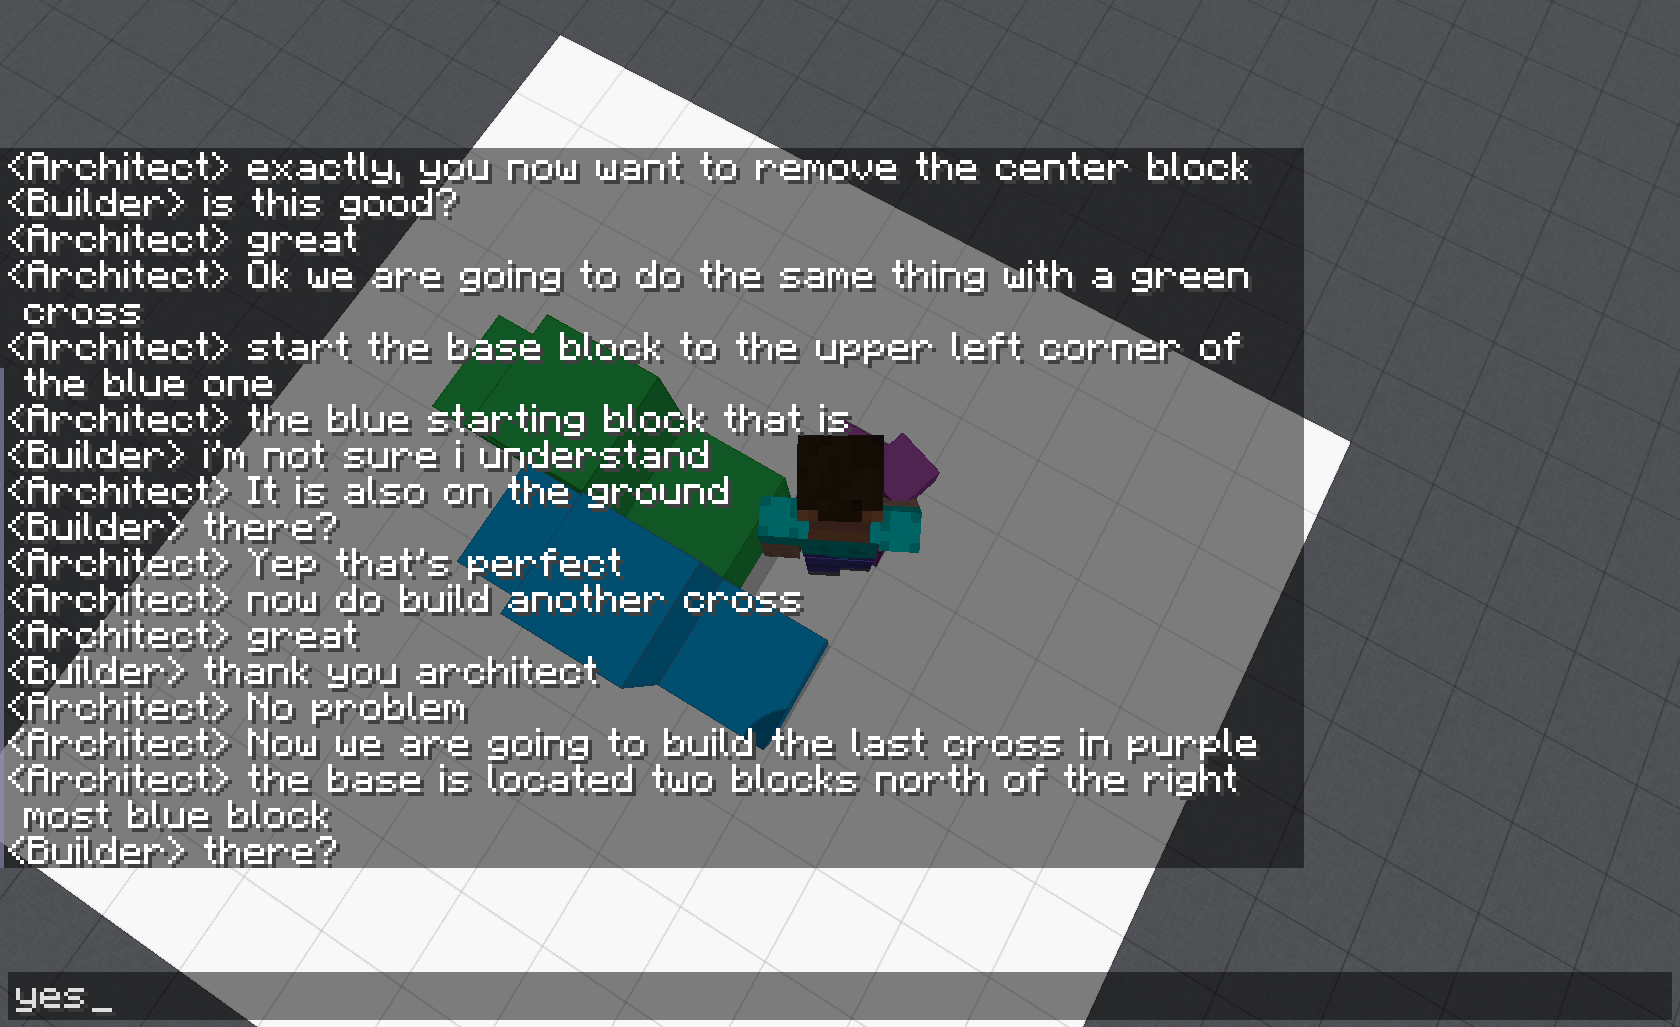 <Architect> exactly, you now want to remove the center block
<Builder> is this good?
<Architect> great
<Architect> Ok we are going to do the same thing with a green
cross
<Architect> start the base block to the upper left corner of
the blue one
<Architect> the blue starting block that is
<Builder> i'm not sure i understand
<Architect> It is also on the ground
<Builder> there?
<Architect> Yep that's perfect
<Architect> now do build another cross
<Architect> great
<Builder> thank you architect
<Architect> No problem
<Architect> Now we are going to build the last cross in purple
<Architect> the base is located two blocks north of the right
most blue block
<Builder> there?
yes_